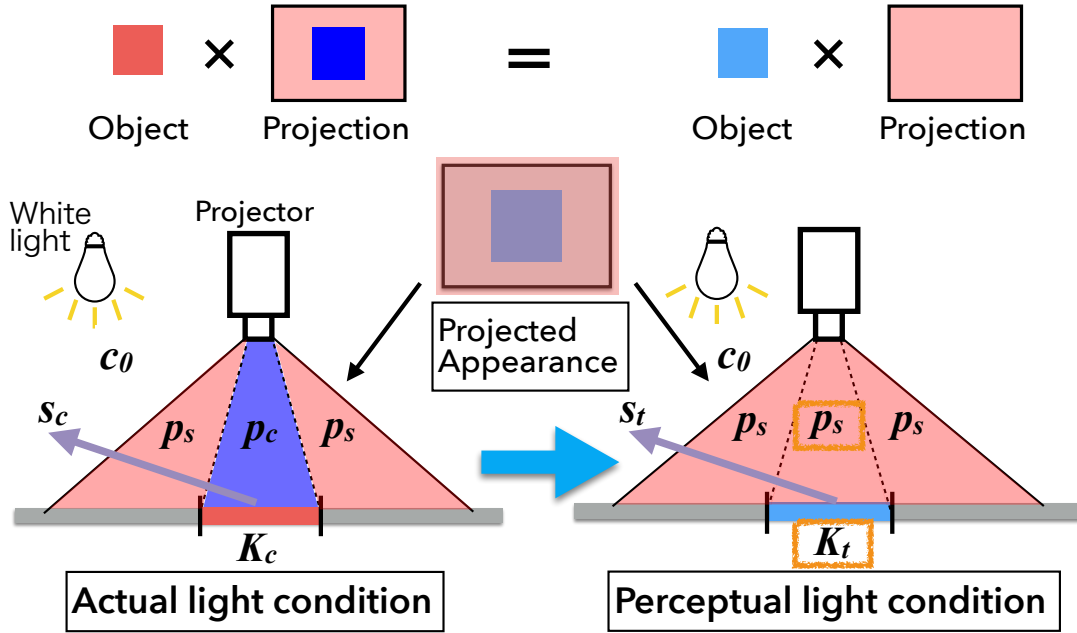 × = ×
Object Projection Object Projection
White
light
Projector
Projected
Appearance
c0 c0
sc ps pc ps
st ps ps ps
Kc Kt
Actual light condition
Perceptual light condition